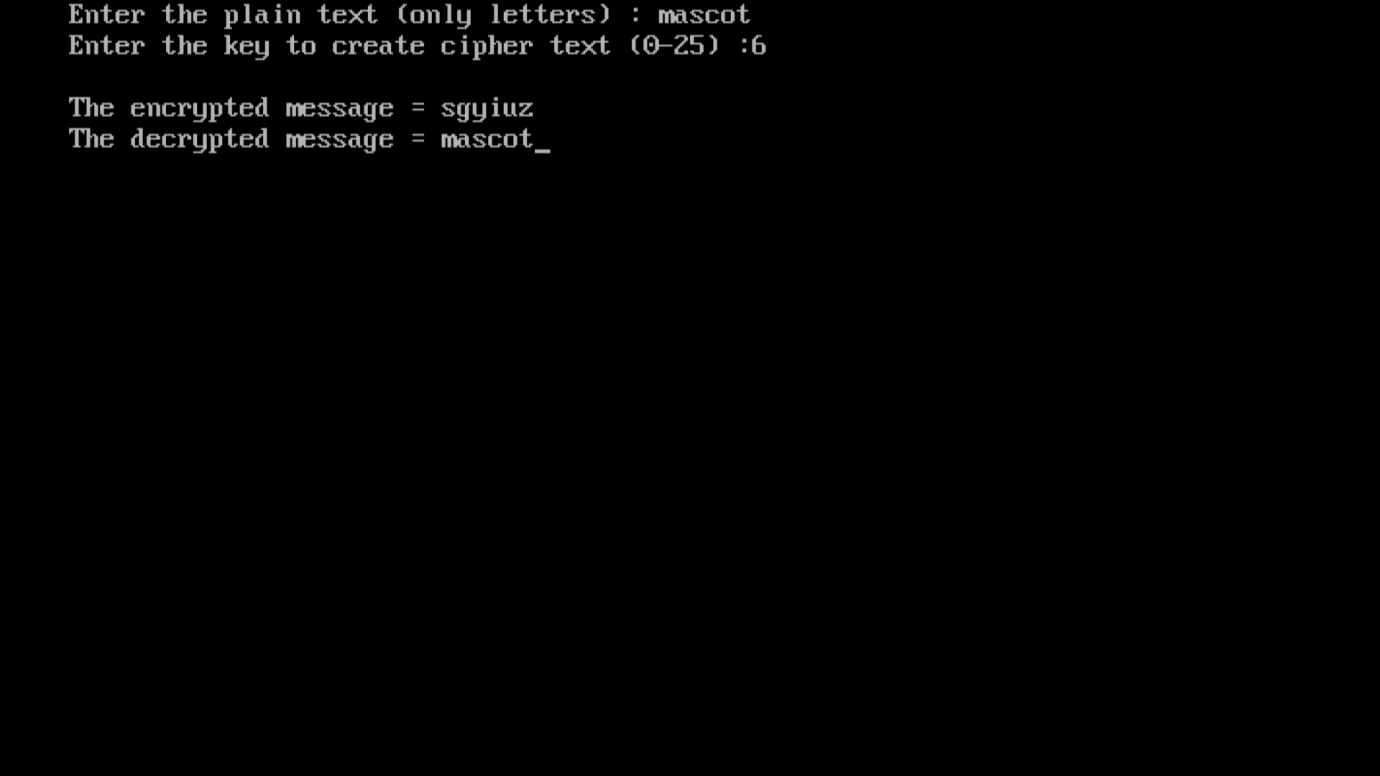 Enter the plain text (only letters) : mascot
Enter the key to create cipher text (0-25) :6
The encrypted message = sgyiuz
The decrypted message = mascot_